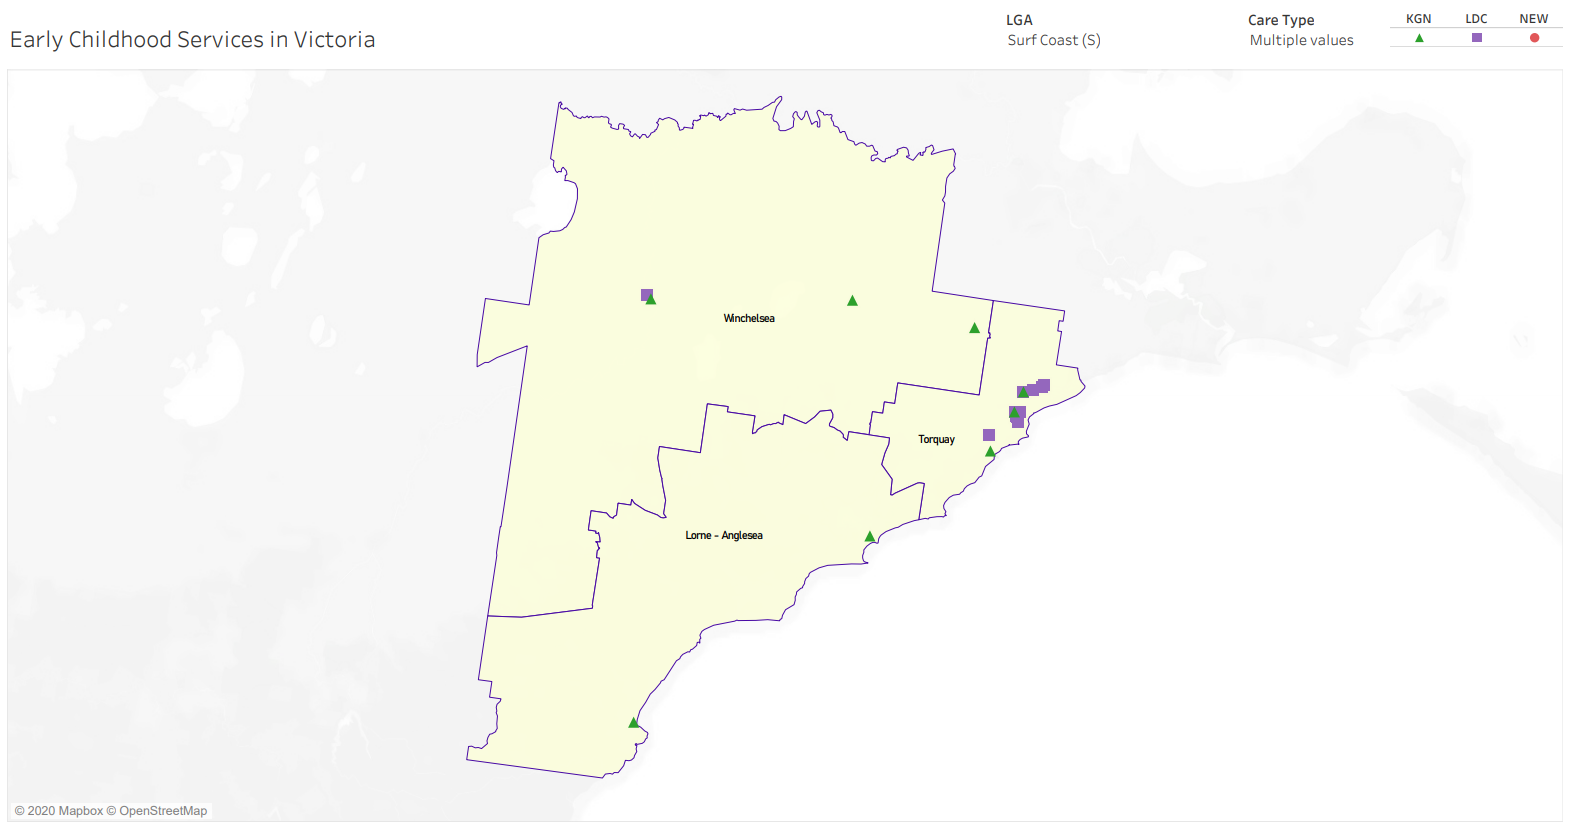 Early Childhood Services in Victoria
LGA
Surf Coast (S)
Care Type
Multiple values
KGN LDC NEW
Winchelsea
Torquay
Lorne - Anglesea
© 2020 Mapbox © OpenStreetMap